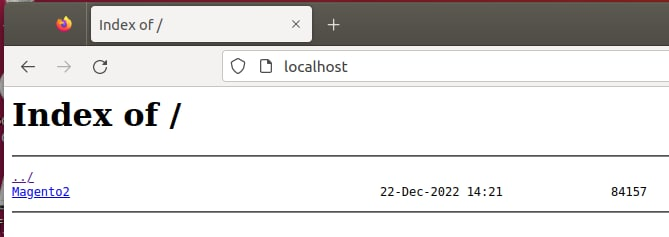 Index of /
localhost
Index of /
../
Magento2 22-Dec-2022 14:21 84157